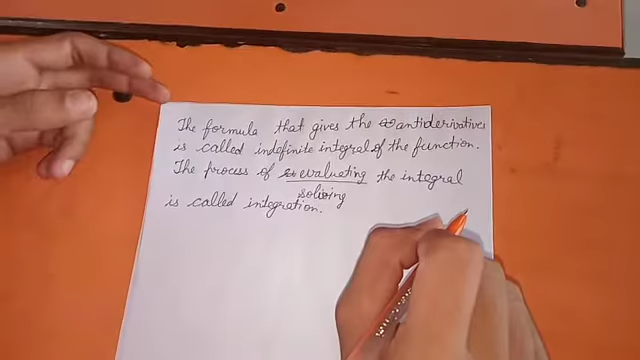 The formula that gives the antiderivatives
is called indefinite integral of the function.
The process of evaluating the integral
solving
is called integration.